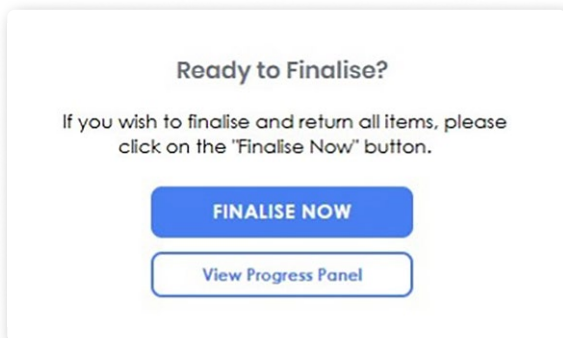 Ready to Finalise?
If you wish to finalise and return all items, please
click on the "Finalise Now" button.
FINALISE NOW
View Progress Panel